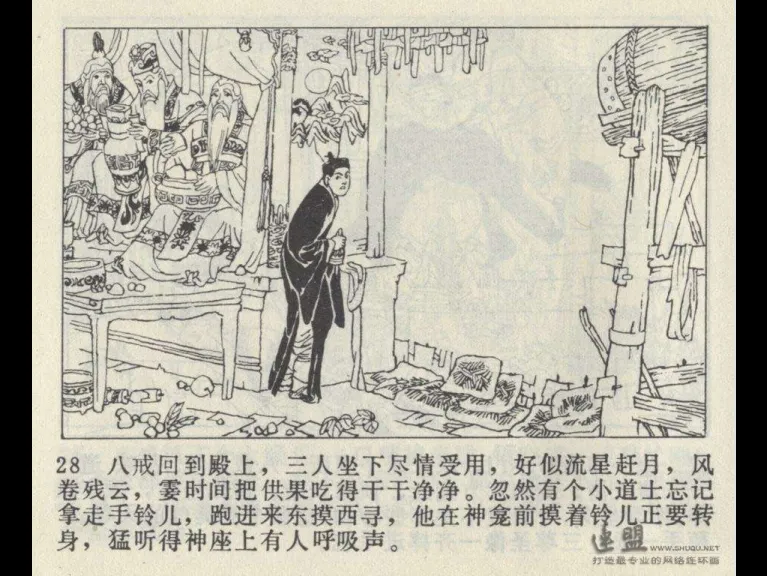 28 八戒回到殿上，三人坐下尽情受用，好似流星赶月，风
卷残云，霎时间把供果吃得干干净净。忽然有个小道士忘记
拿走手铃儿，跑进来东摸西寻，他在神龛前摸着铃儿正要转
身，猛听得神座上有人呼吸声。
连盟 WWW.SHUQU.NET
打造最专业的网络连环画